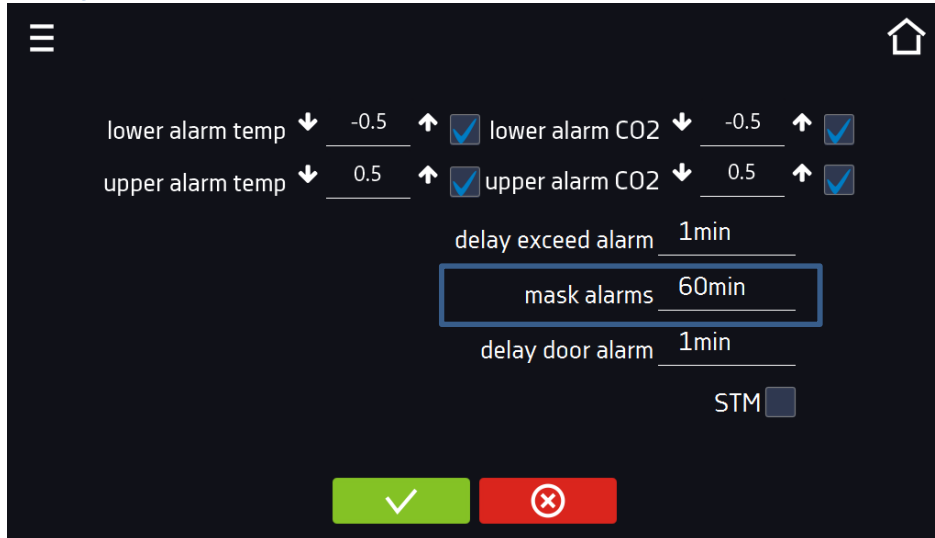 lower alarm temp -0.5 lower alarm CO2 -0.5
upper alarm temp 0.5 upper alarm CO2 0.5
delay exceed alarm 1min
mask alarms 60min
delay door alarm 1min
STM